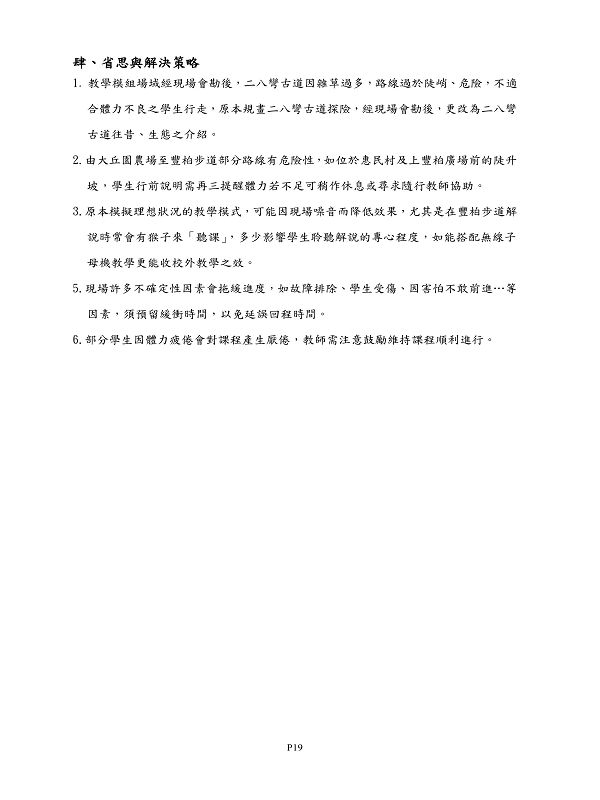 肆、省思與解決策略
1. 教學模組場域經現場會勘後，二八彎古道因雜草過多，路線過於陡峭、危險，不適
合體力不良之學生行走，原本規畫二八彎古道探險，經現場會勘後，更改為二八彎
古道往昔、生態之介紹。
2. 由大丘園農場至豐柏步道部分路線有危險性，如位於惠民村及上豐柏廣場前的陡升
坡，學生行前說明需再三提醒體力若不足可稍作休息或尋求隨行教師協助。
3. 原本模擬理想狀況的教學模式，可能因現場噪音而降低效果，尤其是在豐柏步道解
說時常會有猴子來「聽課」，多少影響學生聆聽解說的專心程度，如能搭配無線子
母機教學更能收校外教學之效。
5. 現場許多不確定性因素會拖緩進度，如故障排除、學生受傷、因害怕不敢前進…等
因素，須預留緩衝時間，以免延誤回程時間。
6. 部分學生因體力疲倦會對課程產生厭倦，教師需注意鼓勵維持課程順利進行。
P19